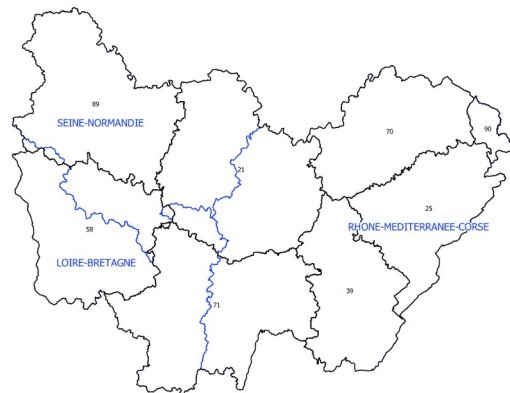 89
SEINE-NORMANDIE
90
70
21
25
58
RHONE-MEDITERRANEE-CORSE
LOIRE-BRETAGNE
39
71